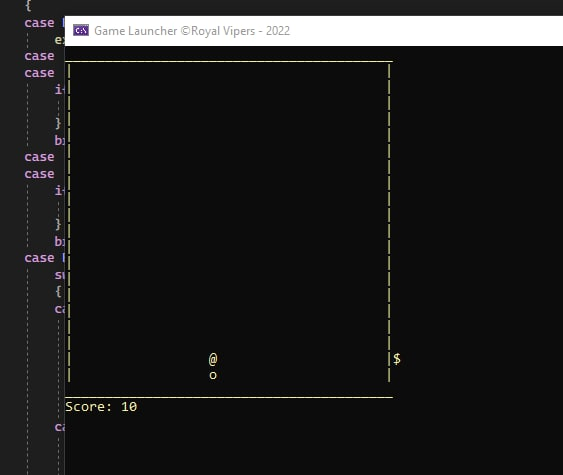 {
case
Game Launcher ©Royal Vipers - 2022
case
case
}
case
case
}
case
{
@
$
o
Score: 10